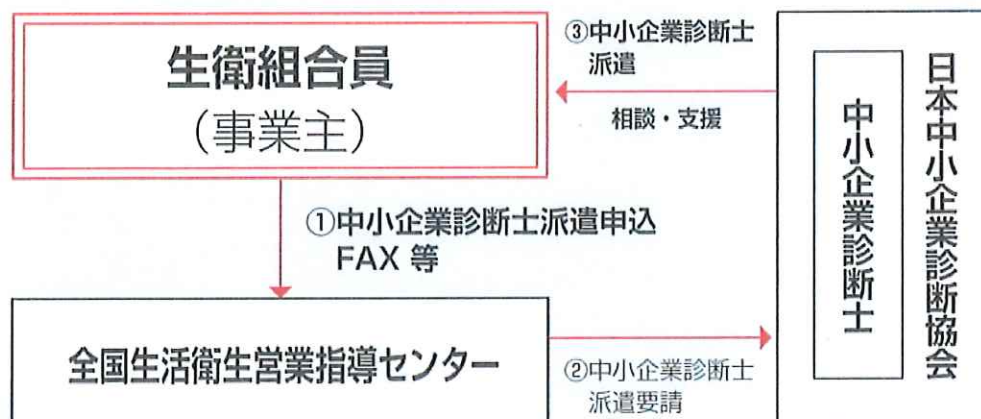 生衛組合員
（事業主）
③中小企業診断士
派遣
相談・支援
中小企業診断士
日本中小企業診断協会
①中小企業診断士派遣申込
FAX 等
全国生活衛生営業指導センター
②中小企業診断士
派遣要請